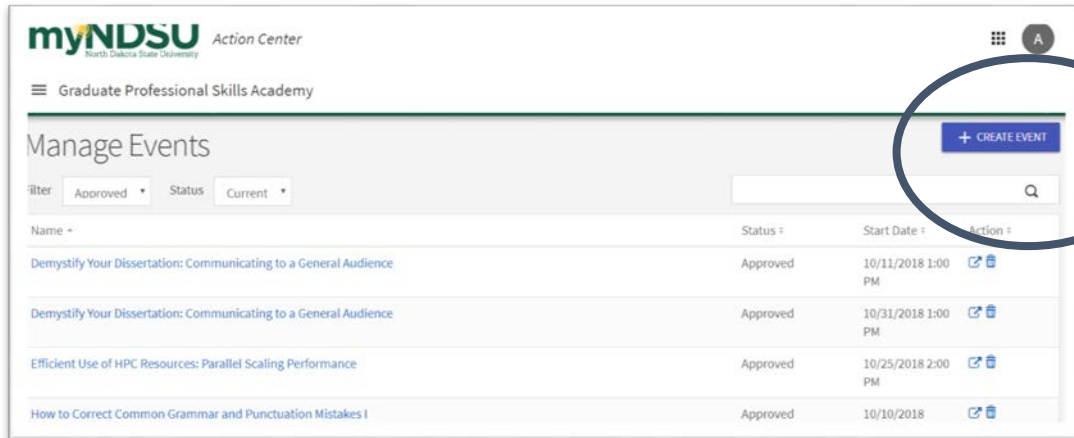 myNDSU Action Center
North Dakota State University
A
Graduate Professional Skills Academy
Manage Events
+ CREATE EVENT
Filter Approved Status Current
Name Status Start Date Action
Demystify Your Dissertation: Communicating to a General Audience Approved 10/11/2018 1:00
PM
Demystify Your Dissertation: Communicating to a General Audience Approved 10/31/2018 1:00
PM
Efficient Use of HPC Resources: Parallel Scaling Performance Approved 10/25/2018 2:00
PM
How to Correct Common Grammar and Punctuation Mistakes I Approved 10/10/2018